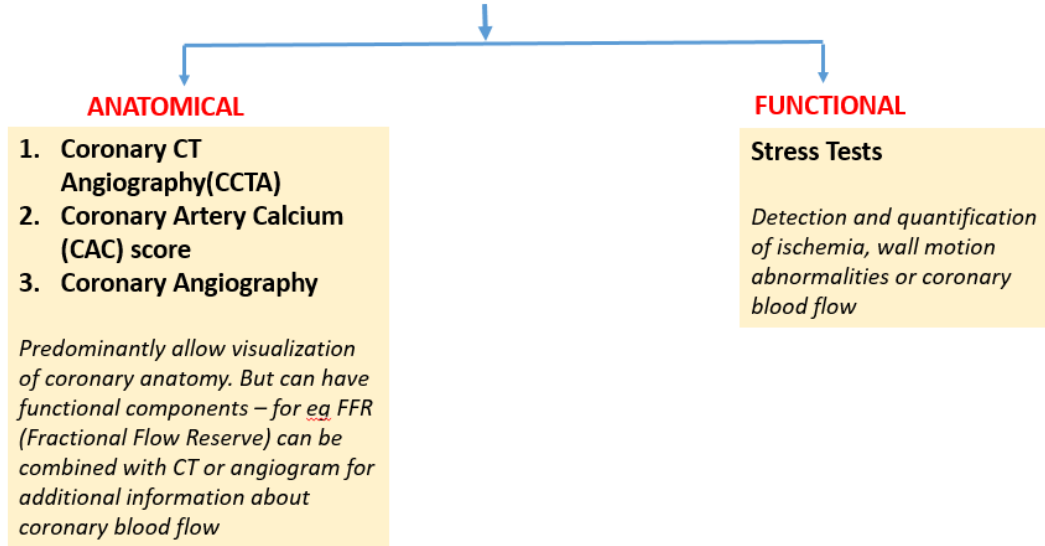 ANATOMICAL
1. Coronary CT
Angiography(CCTA)
2. Coronary Artery Calcium
(CAC) score
3. Coronary Angiography
Predominantly allow visualization
of coronary anatomy. But can have
functional components – for eg FFR
(Fractional Flow Reserve) can be
combined with CT or angiogram for
additional information about
coronary blood flow
FUNCTIONAL
Stress Tests
Detection and quantification
of ischemia, wall motion
abnormalities or coronary
blood flow